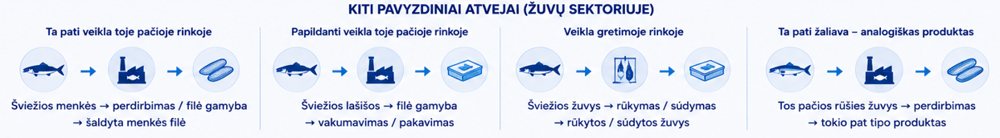 KITI PAVYZDINIAI ATVEJAI (ŽUVŲ SEKTORIUJE)
Ta pati veikla toje pačioje rinkoje
Šviežios menkės → perdirbimas / filė gamyba
→ šaldyta menkės filė
Papildanti veikla toje pačioje rinkoje
Šviežios lašišos → filė gamyba
→ vakumavimas / pakavimas
Veikla gretimoje rinkoje
Šviežios žuvys → rūkymas / sūdymas
→ rūkytos / sūdytos žuvys
Ta pati žaliava – analogiškas produktas
Tos pačios rūšies žuvys → perdirbimas
→ tokio pat tipo produktas